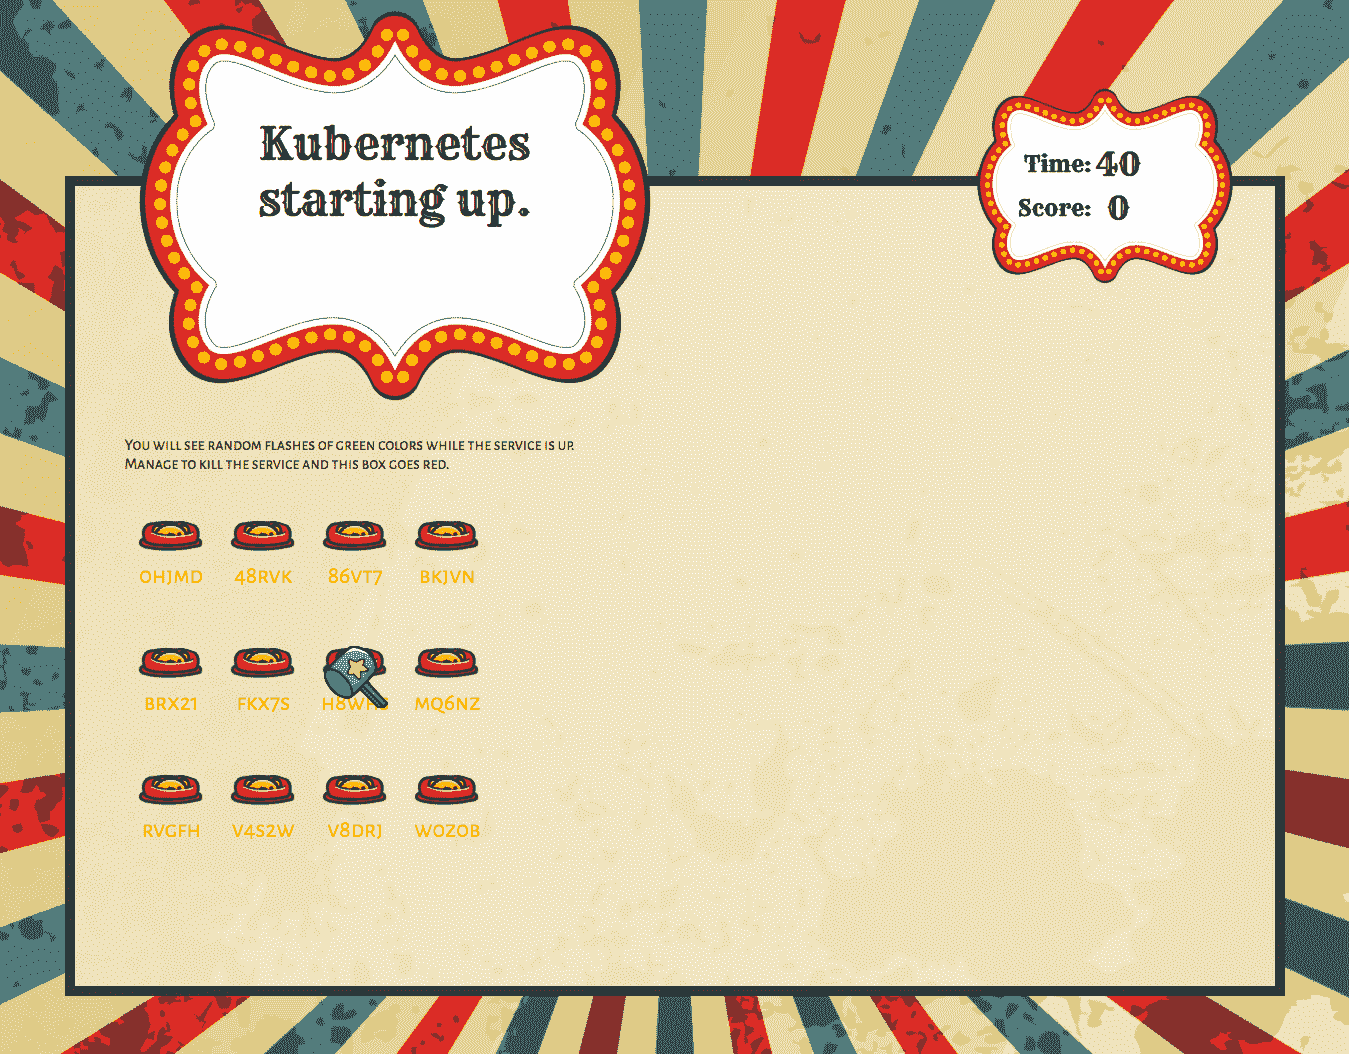 Kubernetes
starting up.
Time: 40
Score: 0
You will see random flashes of green colors while the service is up.
Manage to kill the service and this box goes red.
OHJMD 48RVK 86VT7 BKJVN
BRX21 FKX7S MQ6NZ
RVGFH V4S2W V8DRJ